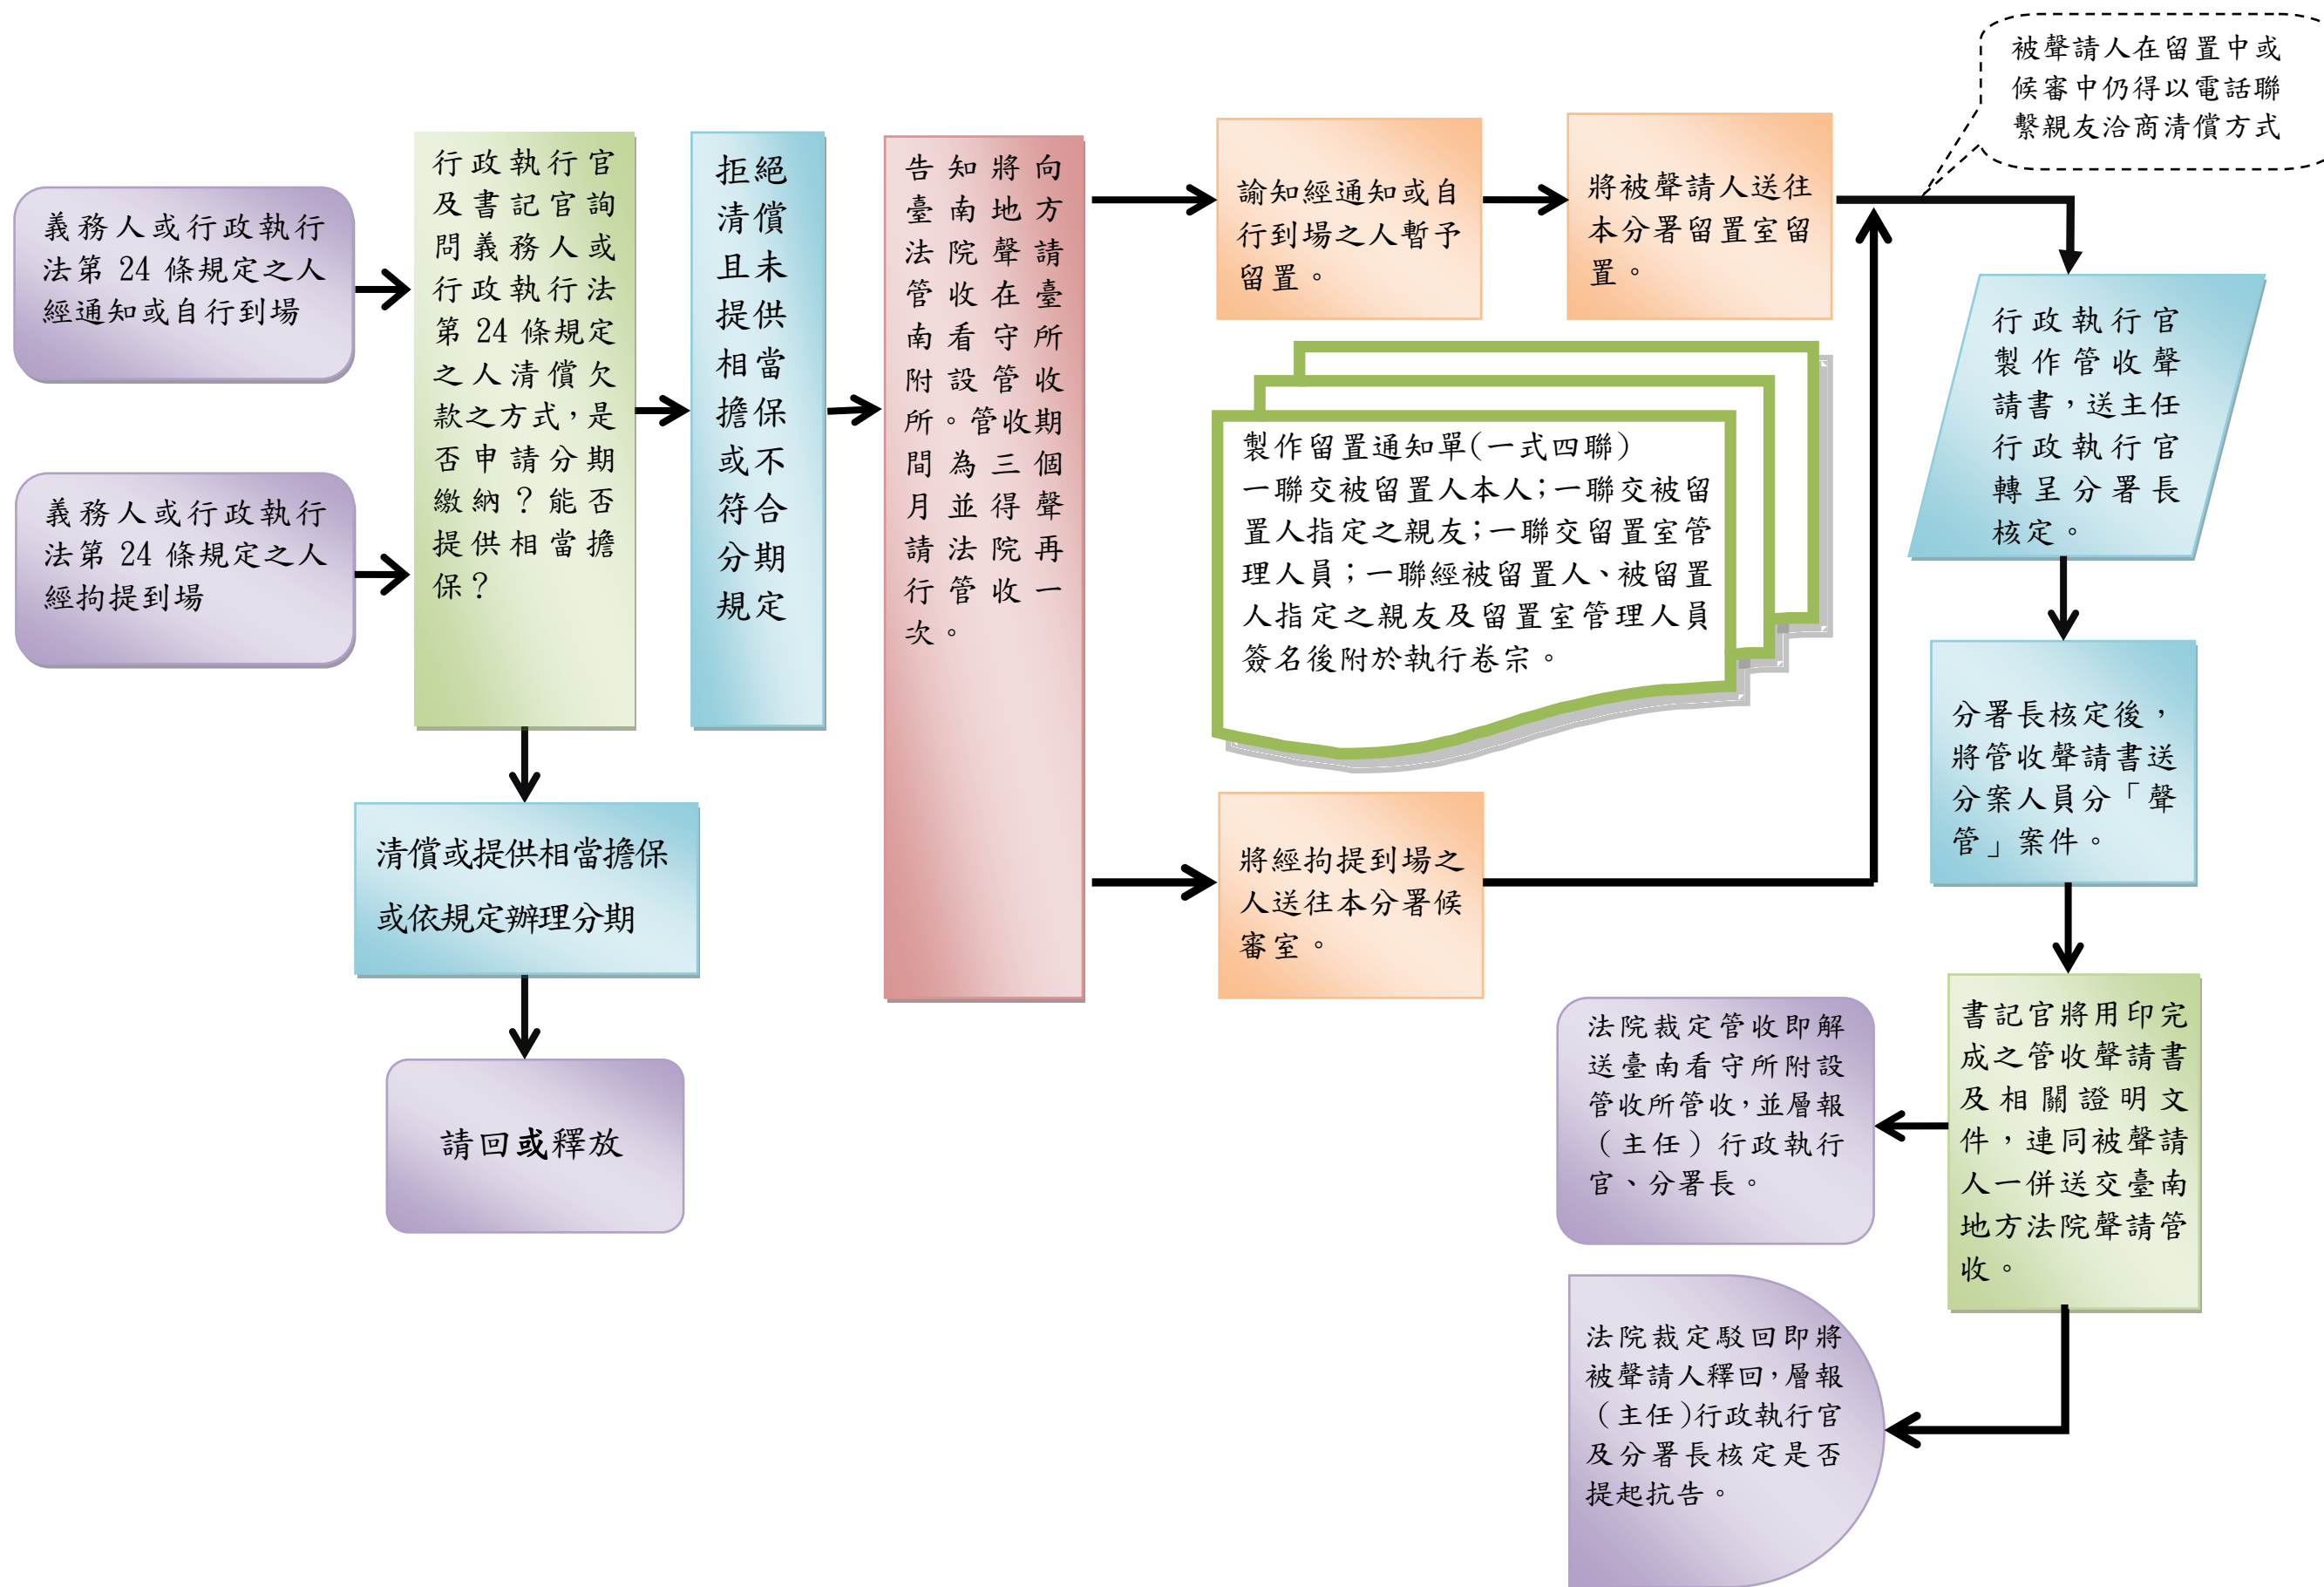 義務人或行政執行
法第 24 條規定之人
經通知或自行到場
義務人或行政執行
法第 24 條規定之人
經拘提到場
行政執行官
及書記官詢
問義務人或
行政執行法
第 24 條規定
之人清償欠
款之方式，是
否申請分期
繳納？能否
提供相當擔
保？
清償或提供相當擔保
或依規定辦理分期
請回或釋放
拒絕
清償
且未
提供
相當
擔保
或不
符合
分期
規定
告知將向
臺南地方
法院聲請
管收在臺
南看守所
附設管收
所。管收期
間為三個
月並得聲
請法院再
行管收一
次。
諭知經通知或自
行到場之人暫予
留置。
將被聲請人送往
本分署留置室留
置。
製作留置通知單(一式四聯)
一聯交被留置人本人；一聯交被留
置人指定之親友；一聯交留置室管
理人員；一聯經被留置人、被留置
人指定之親友及留置室管理人員
簽名後附於執行卷宗。
將經拘提到場之
人送往本分署候
審室。
被聲請人在留置中或
候審中仍得以電話聯
繫親友洽商清償方式
行政執行官
製作管收聲
請書，送主任
行政執行官
轉呈分署長
核定。
分署長核定後，
將管收聲請書送
分案人員分「聲
管」案件。
書記官將用印完
成之管收聲請書
及相關證明文
件，連同被聲請
人一併送交臺南
地方法院聲請管
收。
法院裁定管收即解
送臺南看守所附設
管收所管收，並層報
（主任）行政執行
官、分署長。
法院裁定駁回即將
被聲請人釋回，層報
（主任)行政執行官
及分署長核定是否
提起抗告。